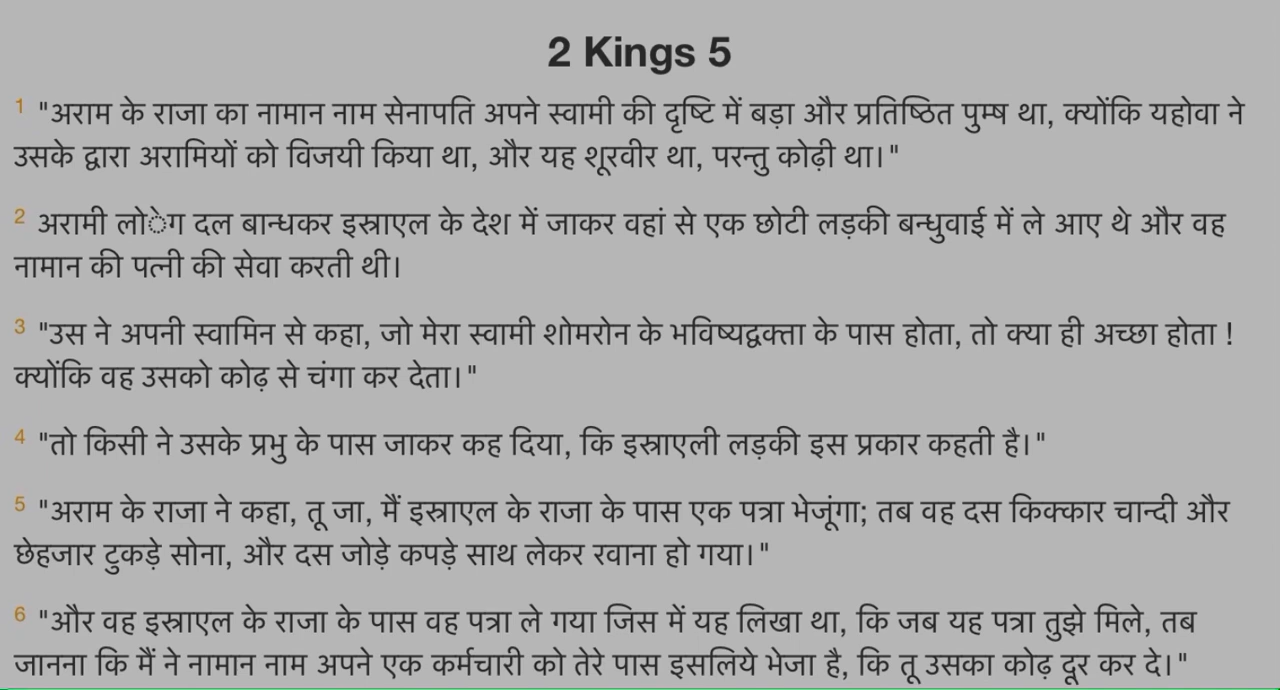 2 Kings 5
1 "अराम के राजा का नामान नाम सेनापति अपने स्वामी की दृष्टि में बड़ा और प्रतिष्ठित पुम्ष था, क्योंकि यहोवा ने
उसके द्वारा अरामियों को विजयी किया था, और यह शूरवीर था, परन्तु कोढ़ी था।"
2 अरामी लोेग दल बान्धकर इस्राएल के देश में जाकर वहां से एक छोटी लड़की बन्धुवाई में ले आए थे और वह
नामान की पत्नी की सेवा करती थी।
3 "उस ने अपनी स्वामिन से कहा, जो मेरा स्वामी शोमरोन के भविष्यद्वक्ता के पास होता, तो क्या ही अच्छा होता !
क्योंकि वह उसको कोढ़ से चंगा कर देता।"
4 "तो किसी ने उसके प्रभु के पास जाकर कह दिया, कि इस्राएली लड़की इस प्रकार कहती है।"
5 "अराम के राजा ने कहा, तू जा, मैं इस्राएल के राजा के पास एक पत्रा भेजूंगा; तब वह दस किक्कार चान्दी और
छेहजार टुकड़े सोना, और दस जोड़े कपड़े साथ लेकर रवाना हो गया।"
6 "और वह इस्राएल के राजा के पास वह पत्रा ले गया जिस में यह लिखा था, कि जब यह पत्रा तुझे मिले, तब
जानना कि मैं ने नामान नाम अपने एक कर्मचारी को तेरे पास इसलिये भेजा है, कि तू उसका कोढ़ दूर कर दे।"